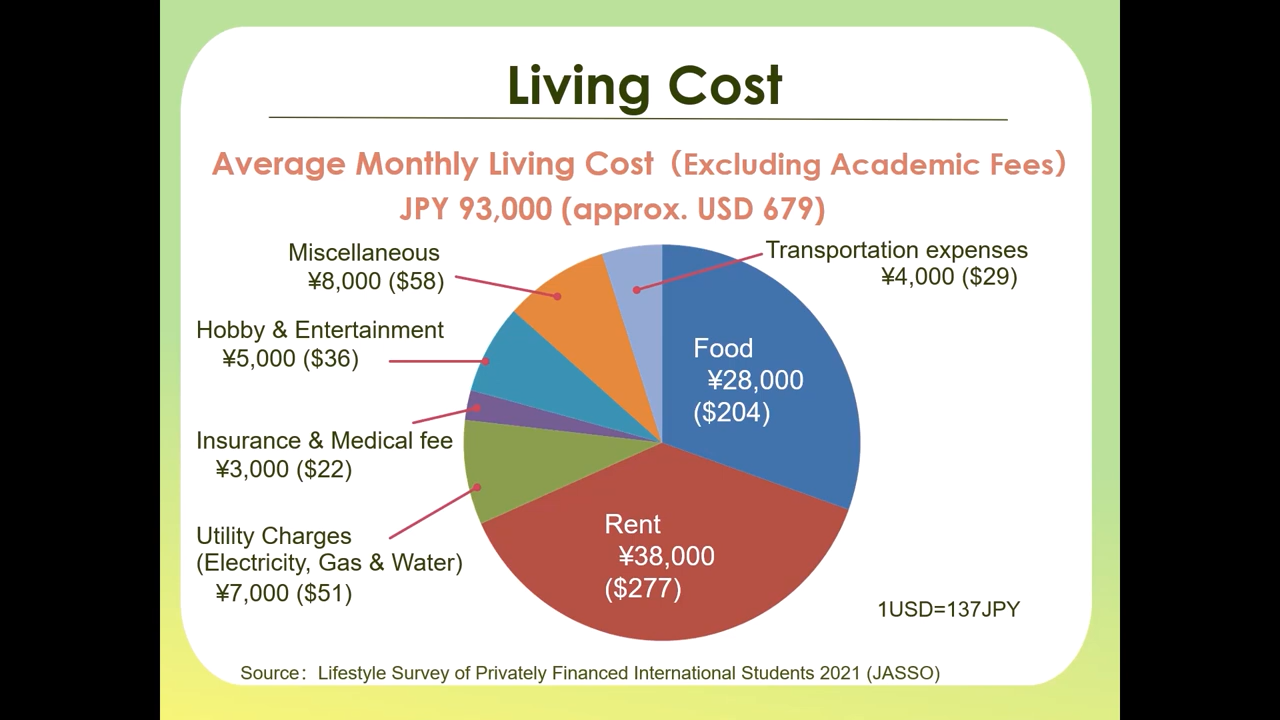 Living Cost
Average Monthly Living Cost（Excluding Academic Fees）
JPY 93,000 (approx. USD 679)
Miscellaneous
¥8,000 ($58)
Transportation expenses
¥4,000 ($29)
Hobby & Entertainment
¥5,000 ($36)
Food
¥28,000
($204)
Insurance & Medical fee
¥3,000 ($22)
Utility Charges
(Electricity, Gas & Water)
¥7,000 ($51)
Rent
¥38,000
($277)
1USD=137JPY
Source： Lifestyle Survey of Privately Financed International Students 2021 (JASSO)